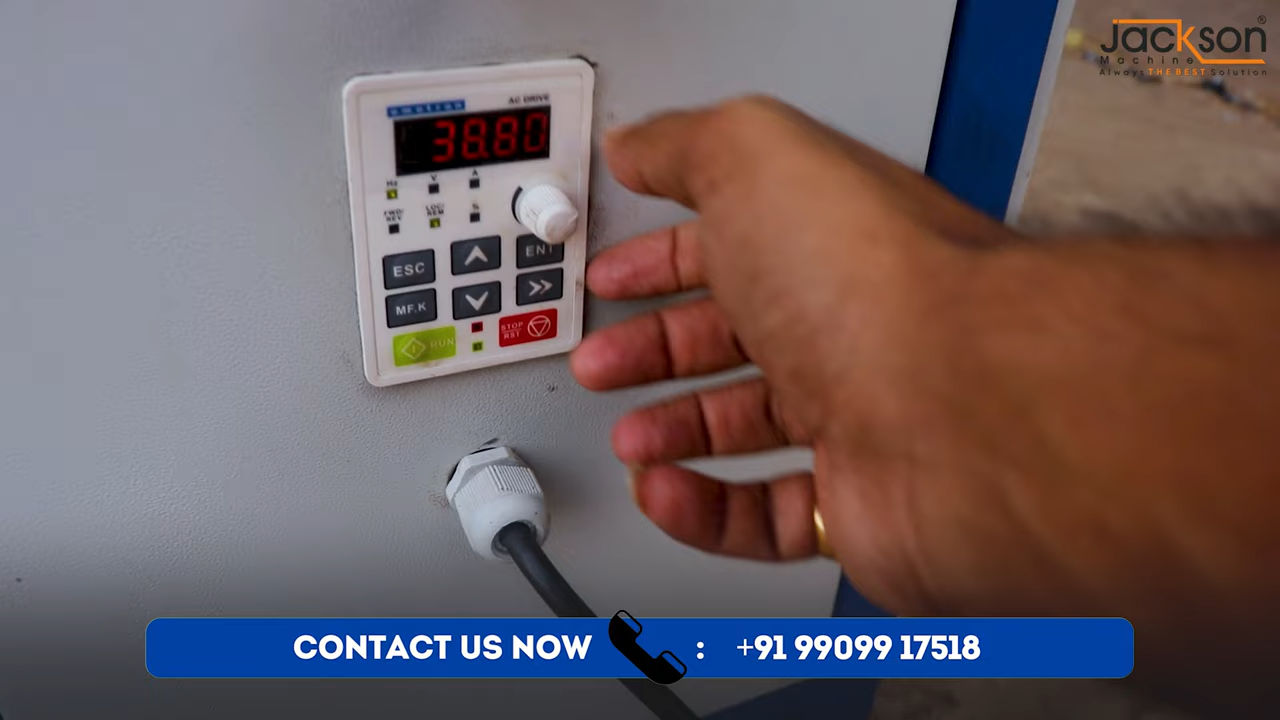 Jackson®
Machine
Always THE BEST Solution
AC DRIVE
38.80
Hz V A
FWD/REV LOC/REM %
ESC ENT
MF.K
RUN STOP/RST
CONTACT US NOW : +91 99099 17518